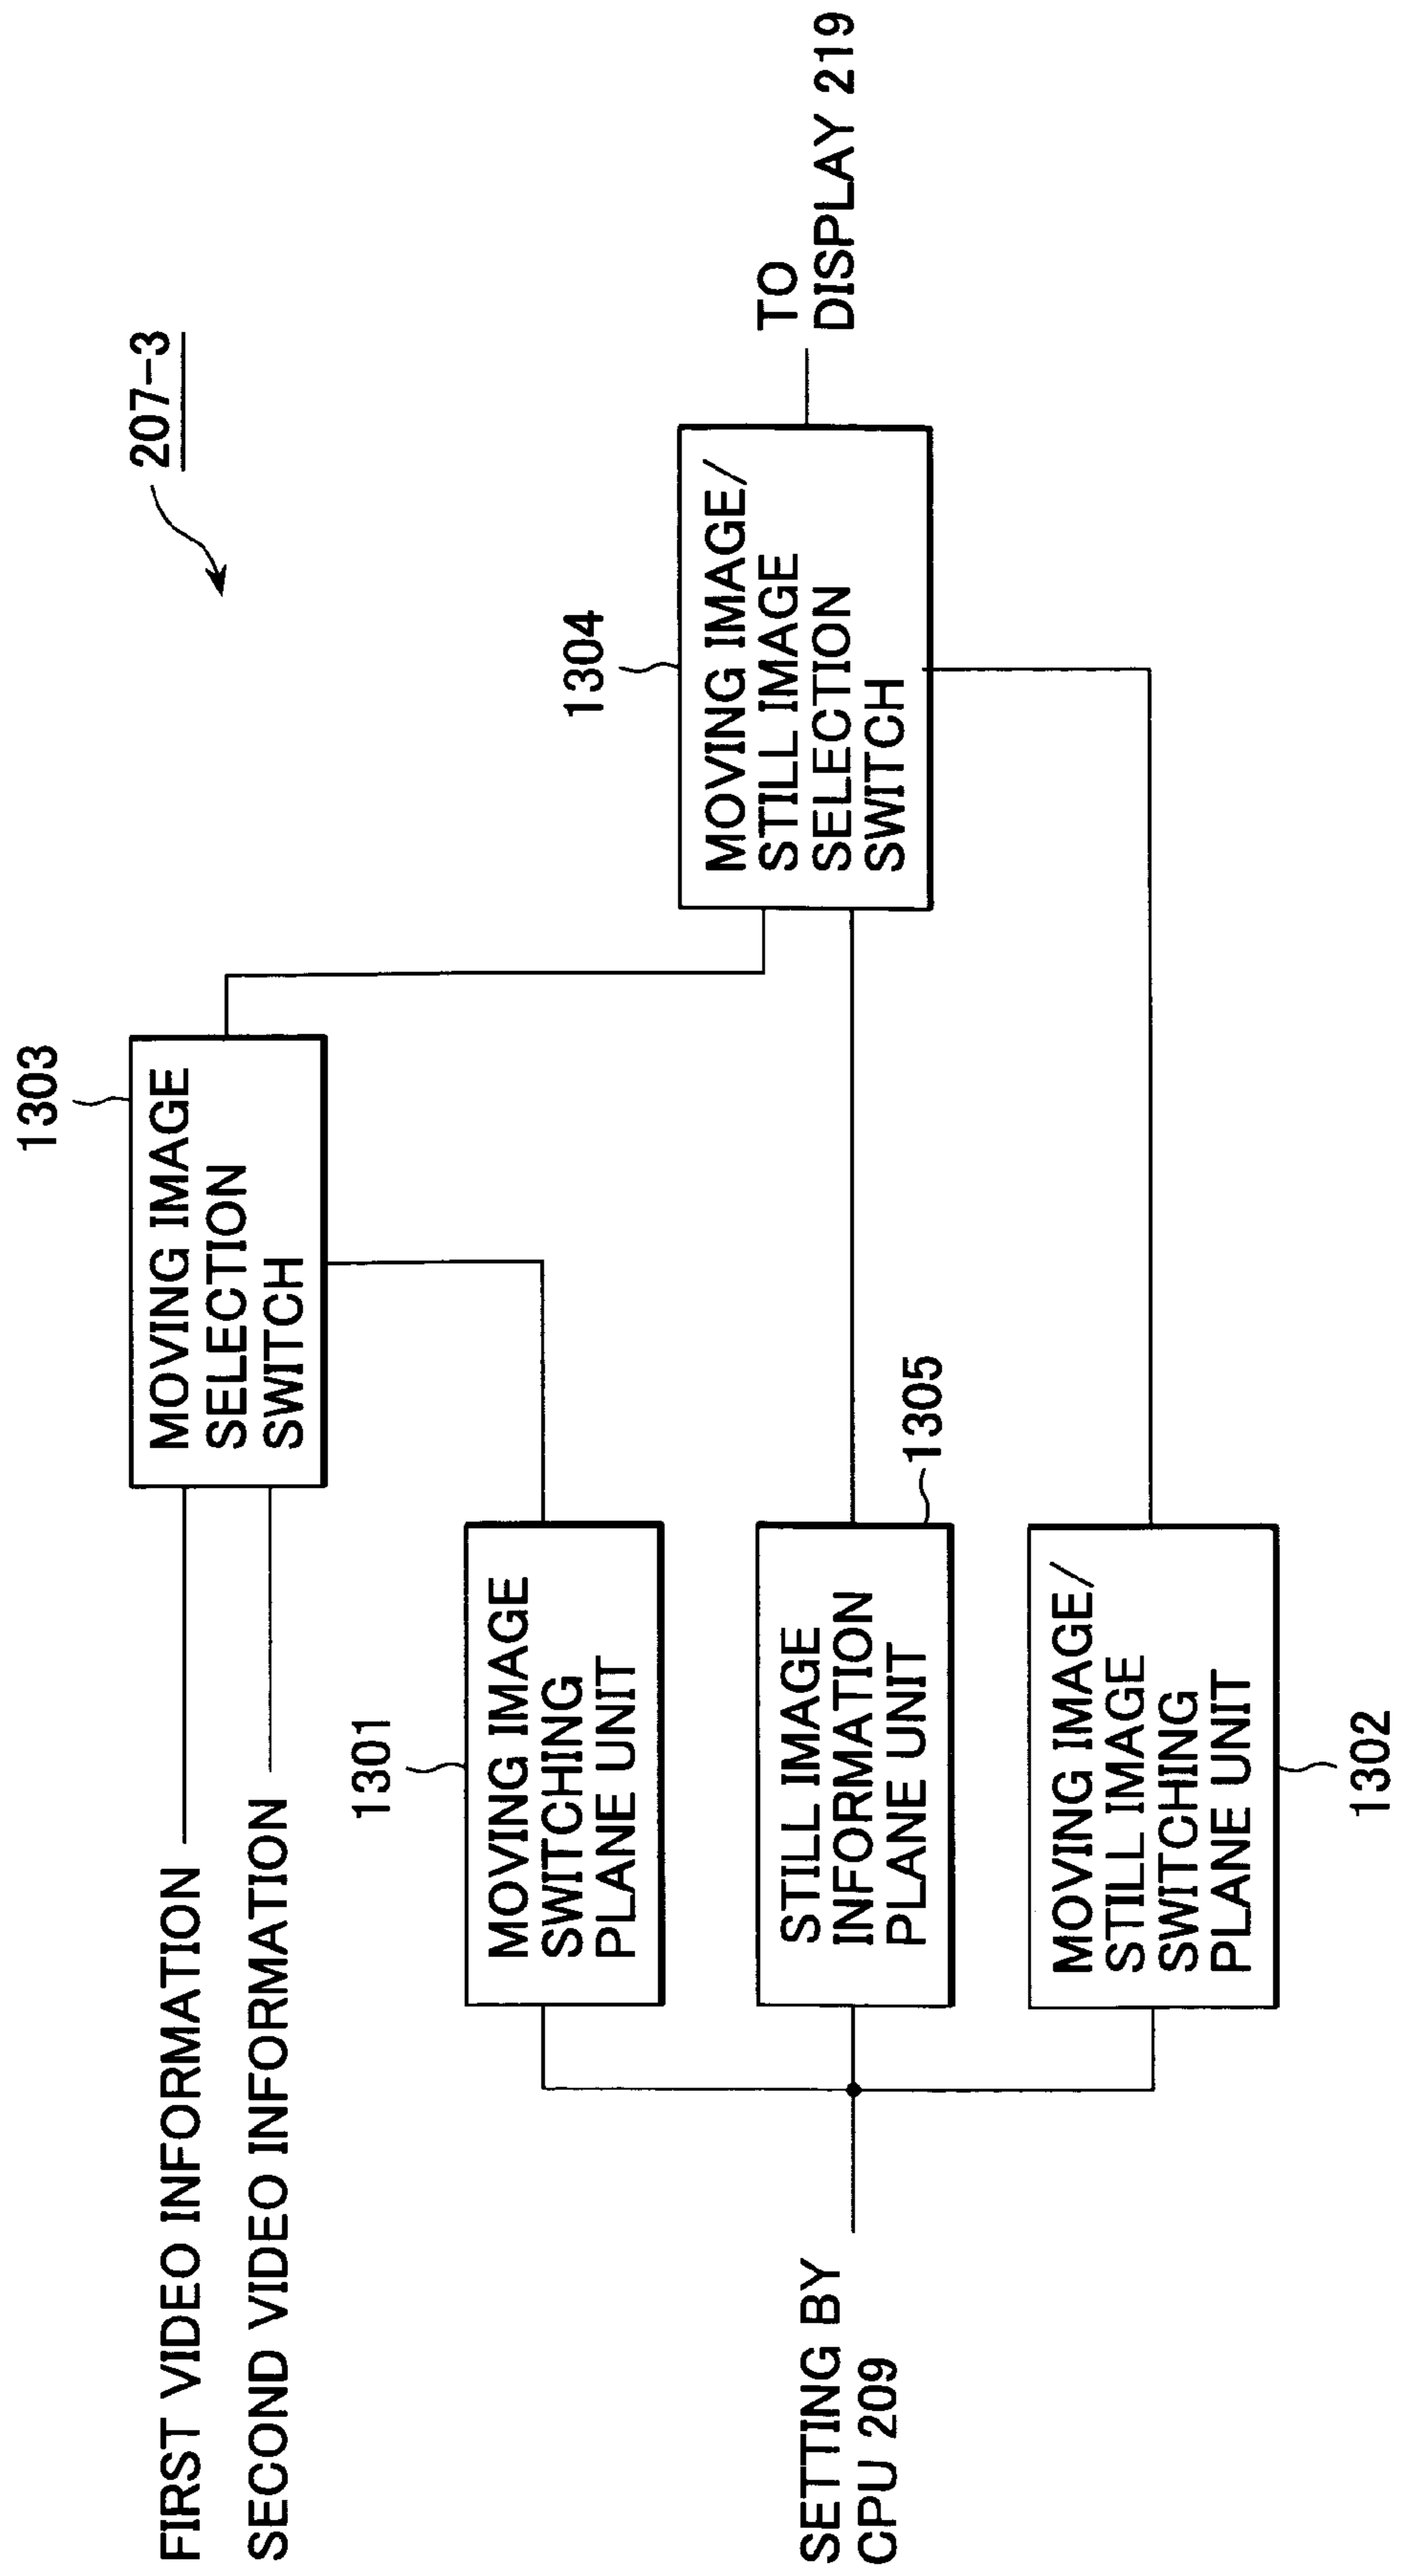 207-3
FIRST VIDEO INFORMATION
SECOND VIDEO INFORMATION
1303
MOVING IMAGE
SELECTION
SWITCH
1301
MOVING IMAGE
SWITCHING
PLANE UNIT
1304
MOVING IMAGE/
STILL IMAGE
SELECTION
SWITCH
TO
DISPLAY 219
SETTING BY
CPU 209
STILL IMAGE
INFORMATION
PLANE UNIT
1305
MOVING IMAGE/
STILL IMAGE
SWITCHING
PLANE UNIT
1302